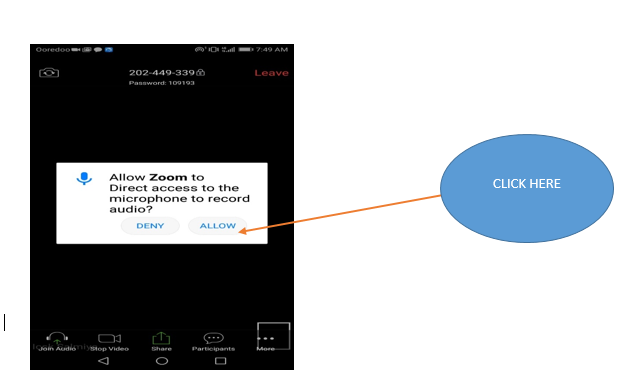 Ooredoo
7:49 AM
202-449-339
Leave
Password: 109193
Allow Zoom to
Direct access to the
microphone to record
audio?
DENY
ALLOW
CLICK HERE
Join Audio
Stop Video
Share
Participants
More